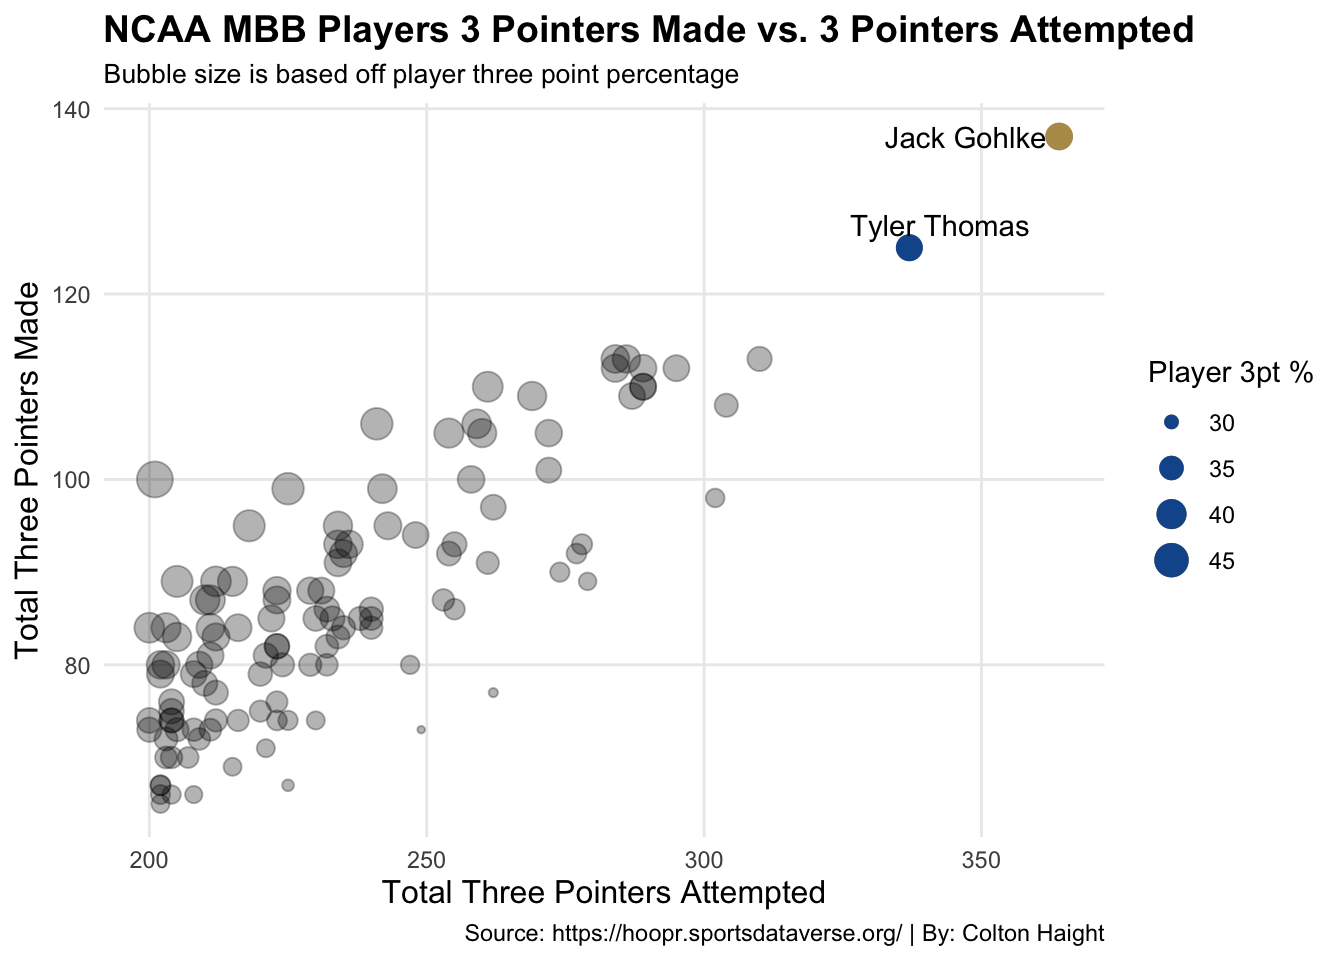 NCAA MBB Players 3 Pointers Made vs. 3 Pointers Attempted
Bubble size is based off player three point percentage
140
Jack Gohlke
Tyler Thomas
120
Total Three Pointers Made
100
80
Player 3pt %
30
35
40
45
200 250 300 350
Total Three Pointers Attempted
Source: https://hoopr.sportsdataverse.org/ | By: Colton Haight